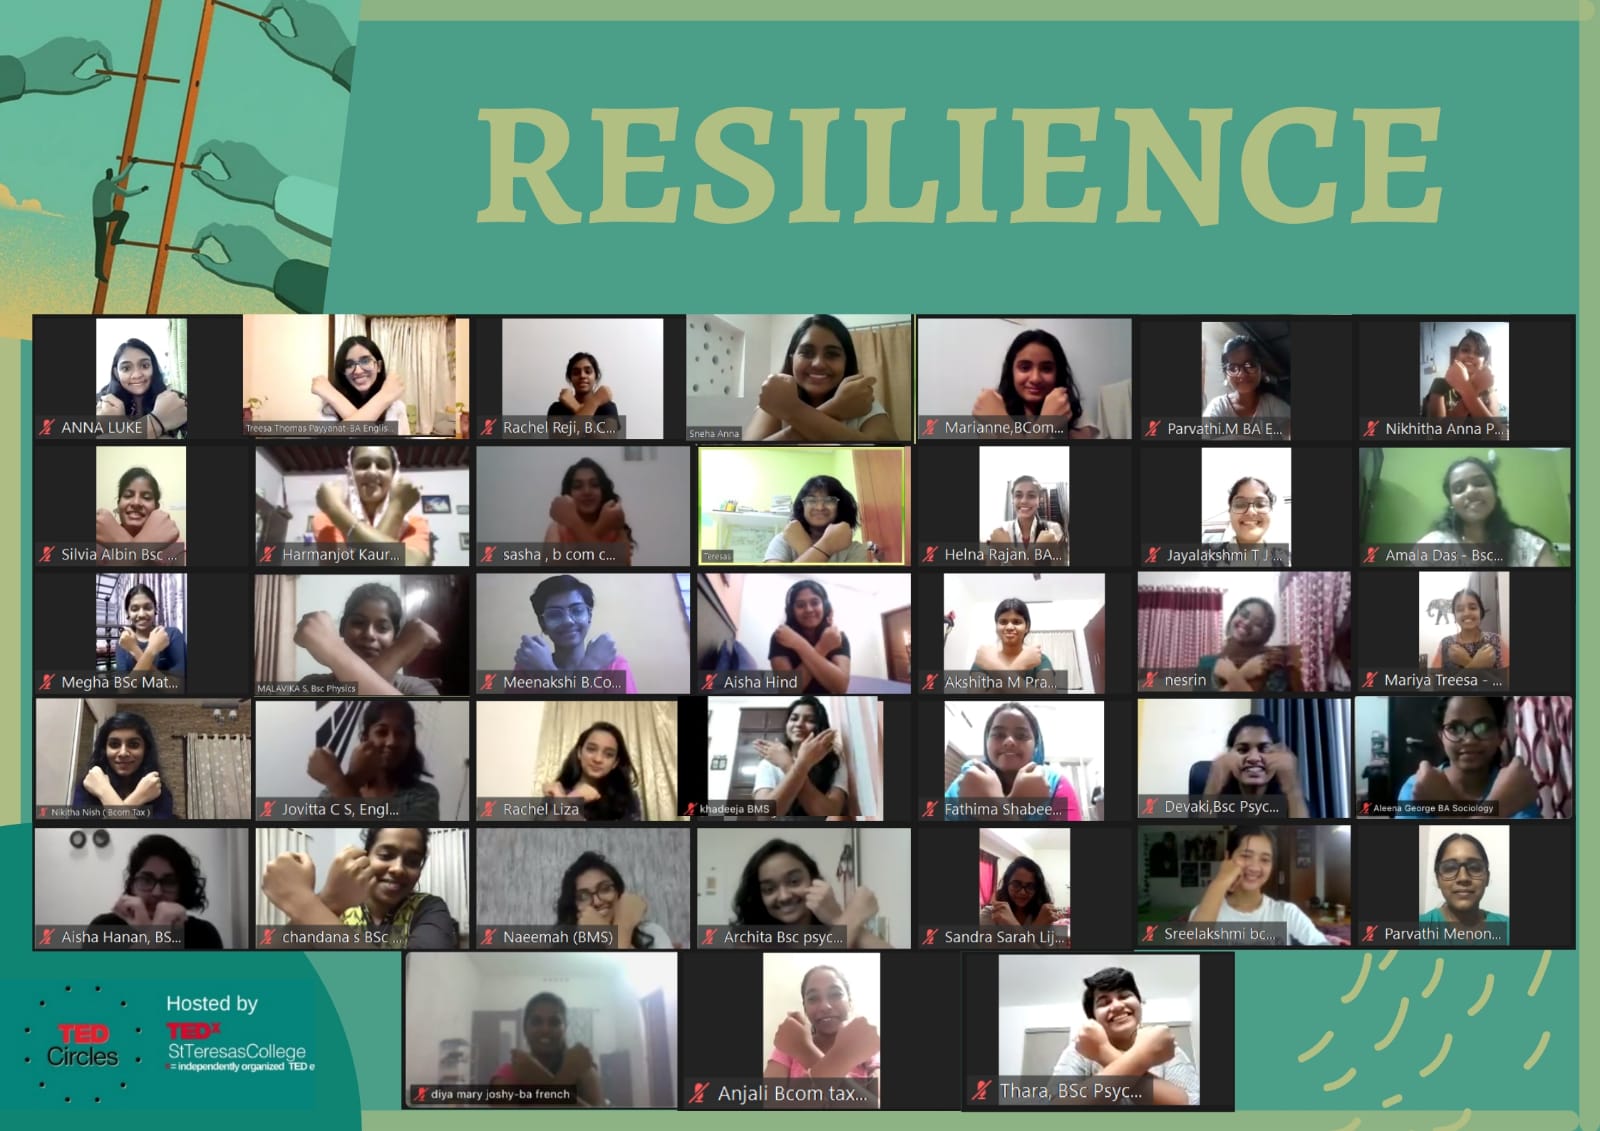 RESILIENCE
ANNA LUKE
Treesa Thomas Payyanat-BA Englis...
Rachel Reji, B.C...
Sneha Anna
Marianne,BCom...
Parvathi.M BA E...
Nikhitha Anna P...
Silvia Albin Bsc ...
Harmanjot Kaur...
sasha , b com c...
Teresas
Helna Rajan. BA...
Jayalakshmi T J ...
Amala Das - Bsc...
Megha BSc Mat...
MALAVIKA S, Bsc Physics
Meenakshi B.Co...
Aisha Hind
Akshitha M Pra...
nesrin
Mariya Treesa - ...
Nikitha Nish ( Bcom Tax )
Jovitta C S, Engl...
Rachel Liza
khadeeja BMS
Fathima Shabee...
Devaki,Bsc Psyc...
Aleena George BA Sociology
Aisha Hanan, BS...
chandana s BSc ...
Naeemah (BMS)
Archita Bsc psyc...
Sandra Sarah Lij...
Sreelakshmi bc...
Parvathi Menon...
diya mary joshy-ba french
Anjali Bcom tax...
Thara, BSc Psyc...
TED
Circles
Hosted by
TEDx
StTeresasCollege
x = independently organized TED e